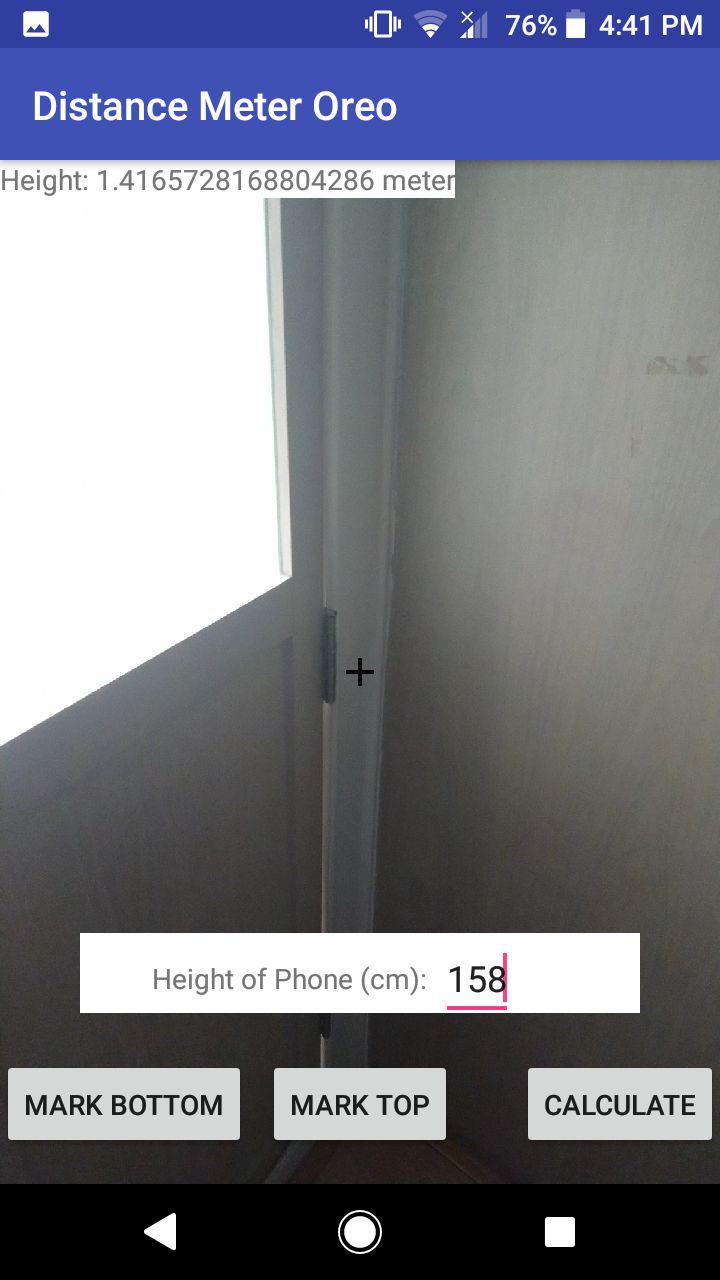 76% 4:41 PM
Distance Meter Oreo
Height: 1.4165728168804286 meter
Height of Phone (cm): 158
MARK BOTTOM MARK TOP CALCULATE